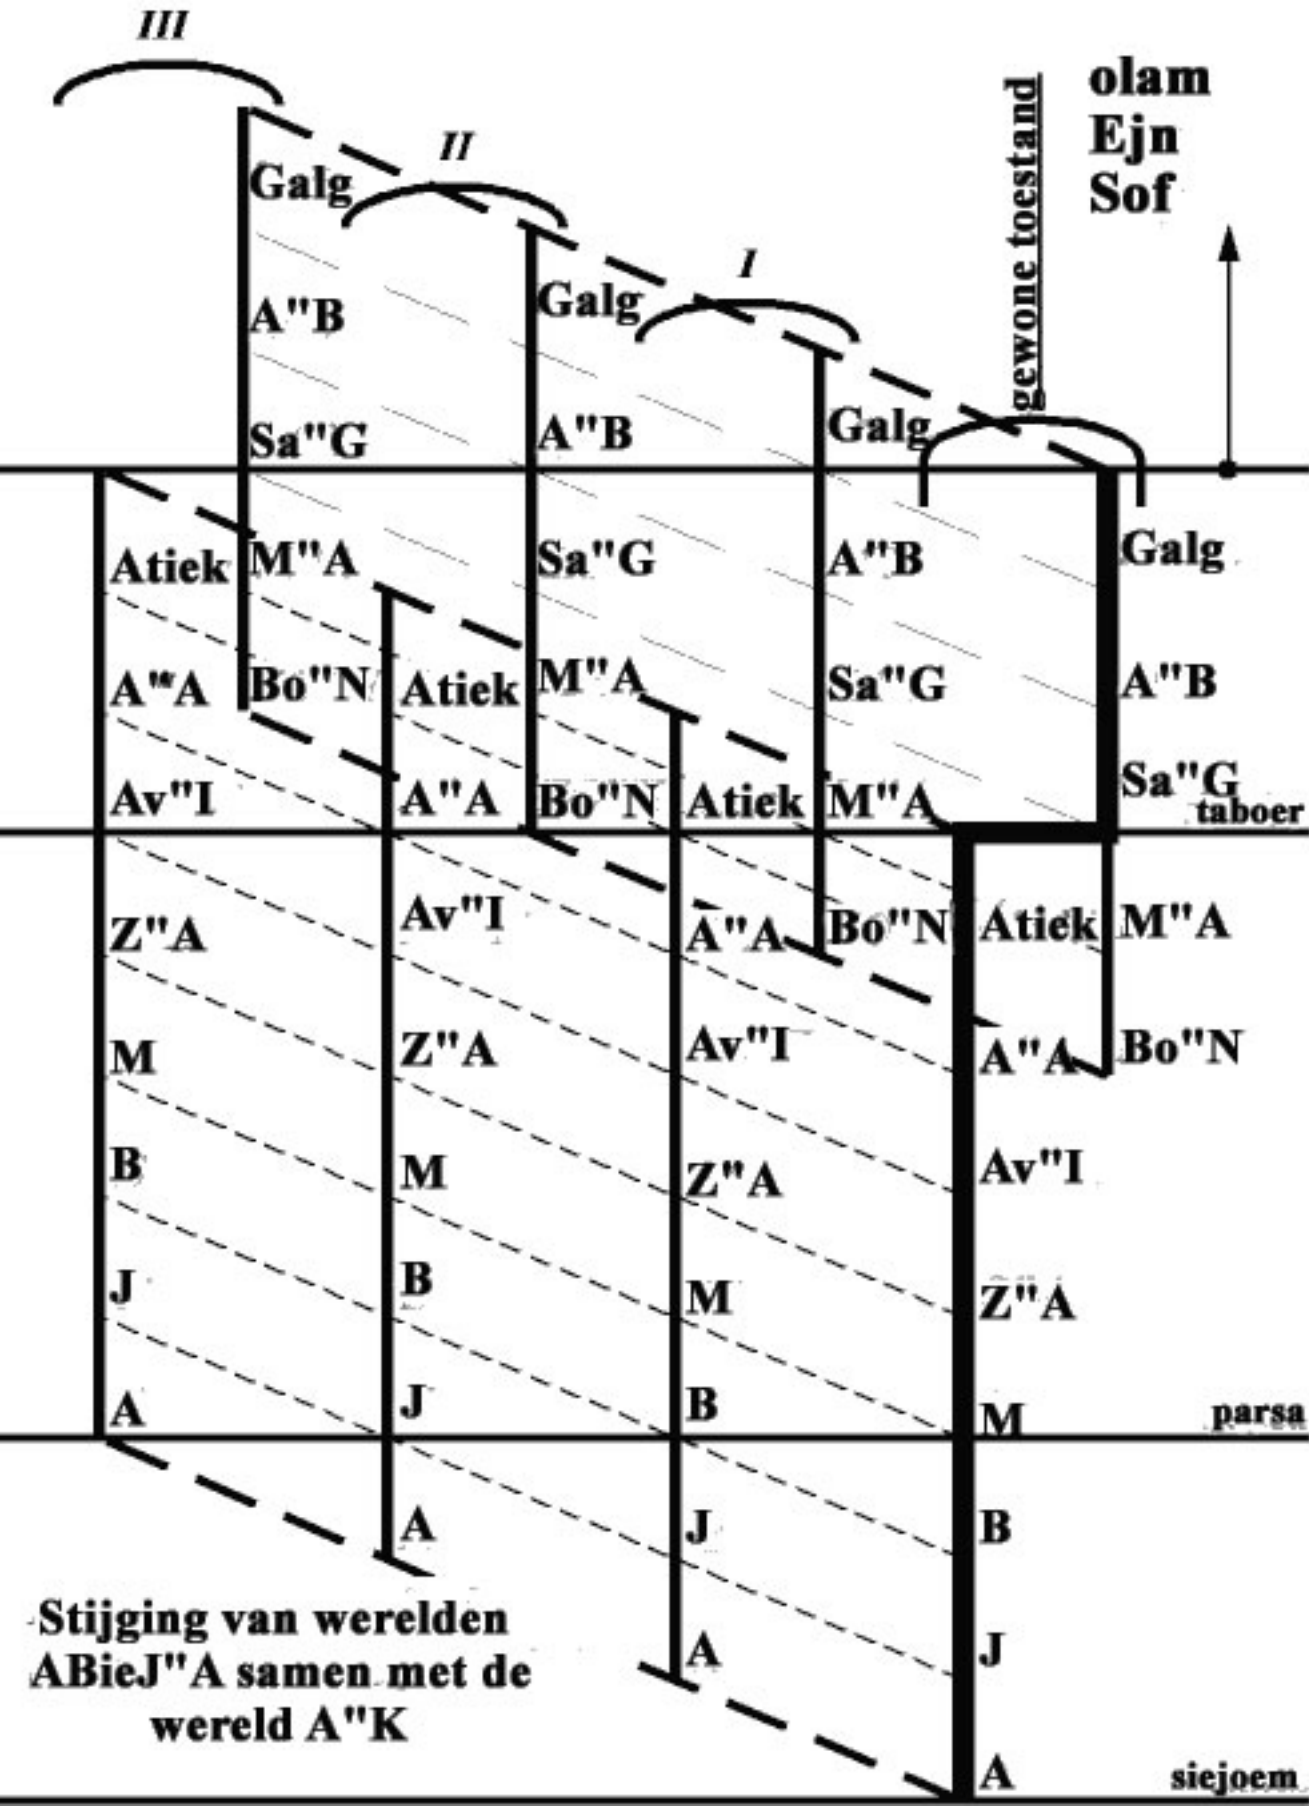 III
II
I
gewone toestand
olam
Ejn
Sof
Galg
A"B
Sa"G
M"A
Bo"N
Galg
A"B
Sa"G
M"A
Bo"N
Galg
A"B
Sa"G
M"A
Bo"N
Galg
A"B
Sa"G
taboer
M"A
Bo"N
Atiek
A"A
Av"I
Z"A
M
B
J
A
Atiek
A"A
Av"I
Z"A
M
B
J
A
Atiek
A"A
Av"I
Z"A
M
B
J
A
Atiek
A"A
Av"I
Z"A
M
parsa
B
J
A
siejoem
Stijging van werelden
ABieJ"A samen met de
wereld A"K